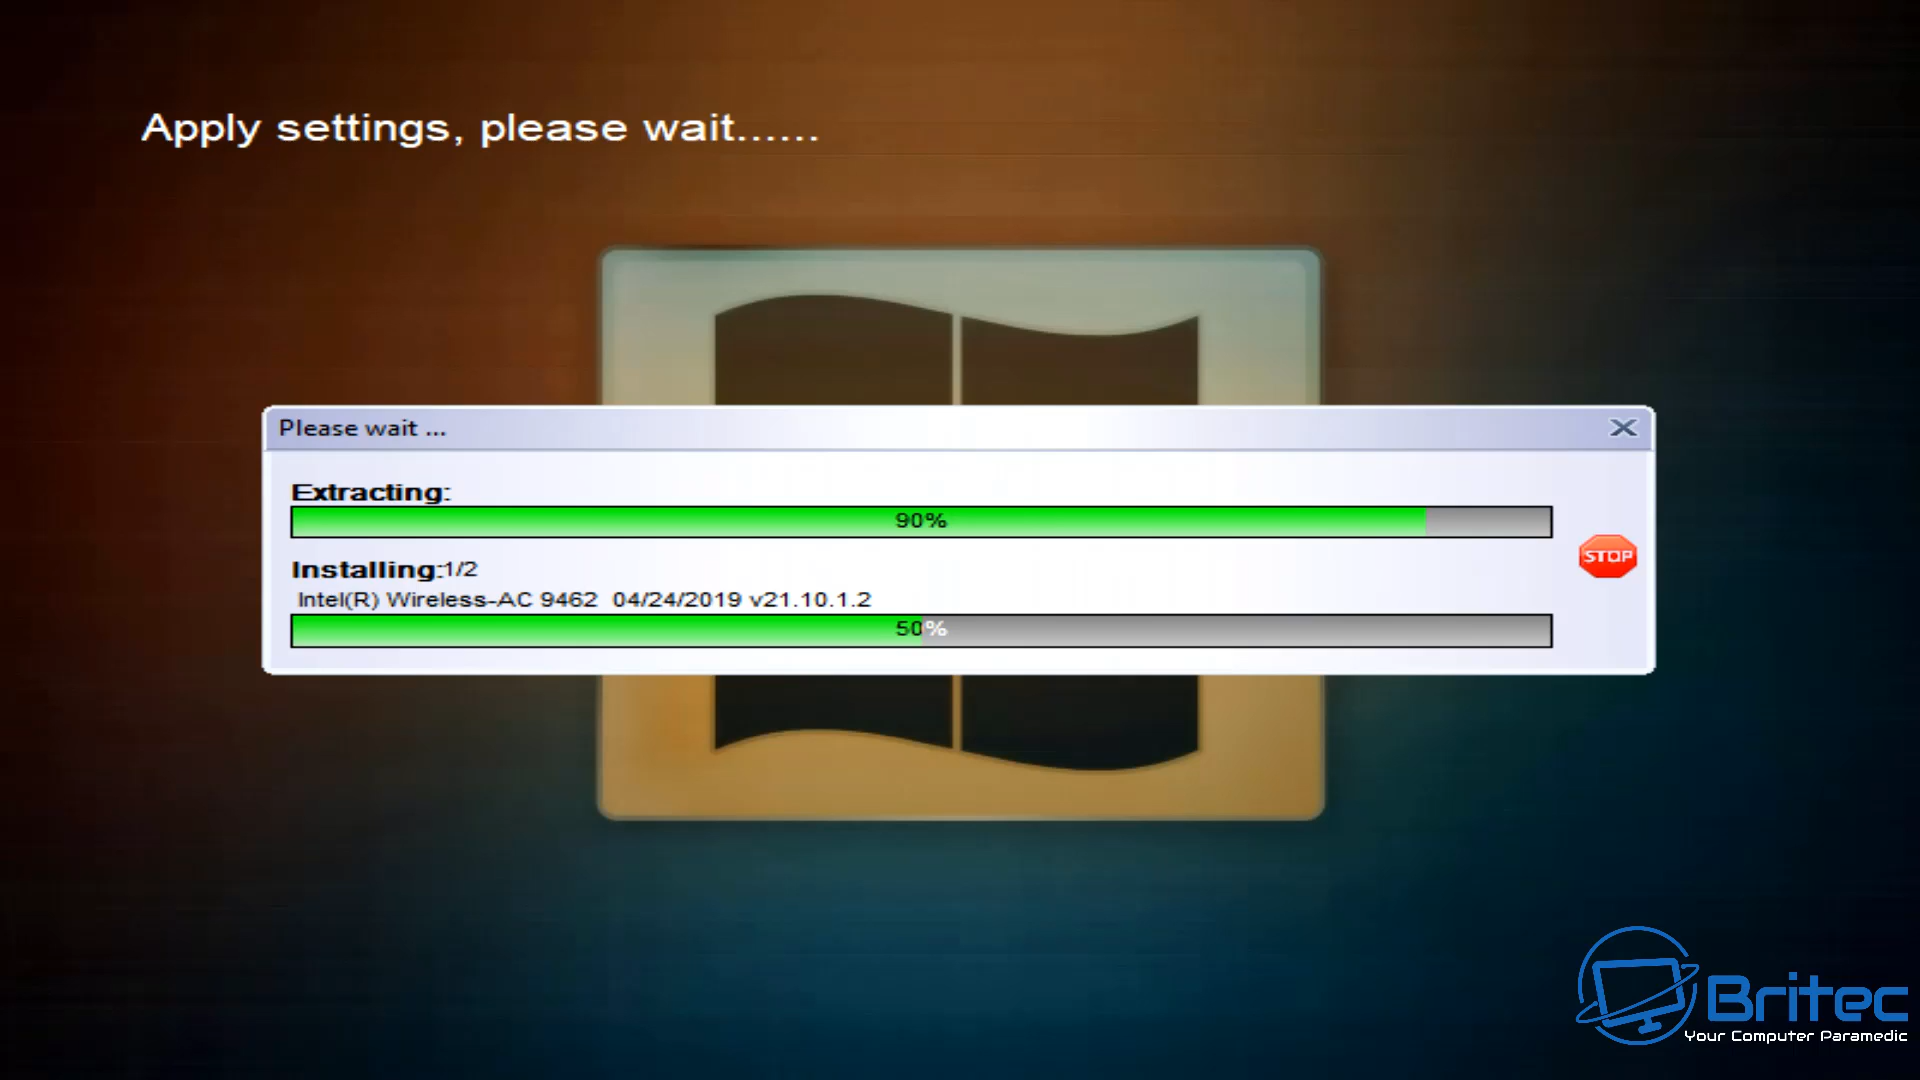 Apply settings, please wait......
Please wait ...
Extracting:
90%
STOP
Installing:1/2
Intel(R) Wireless-AC 9462  04/24/2019 v21.10.1.2
50%
Britec
Your Computer Paramedic